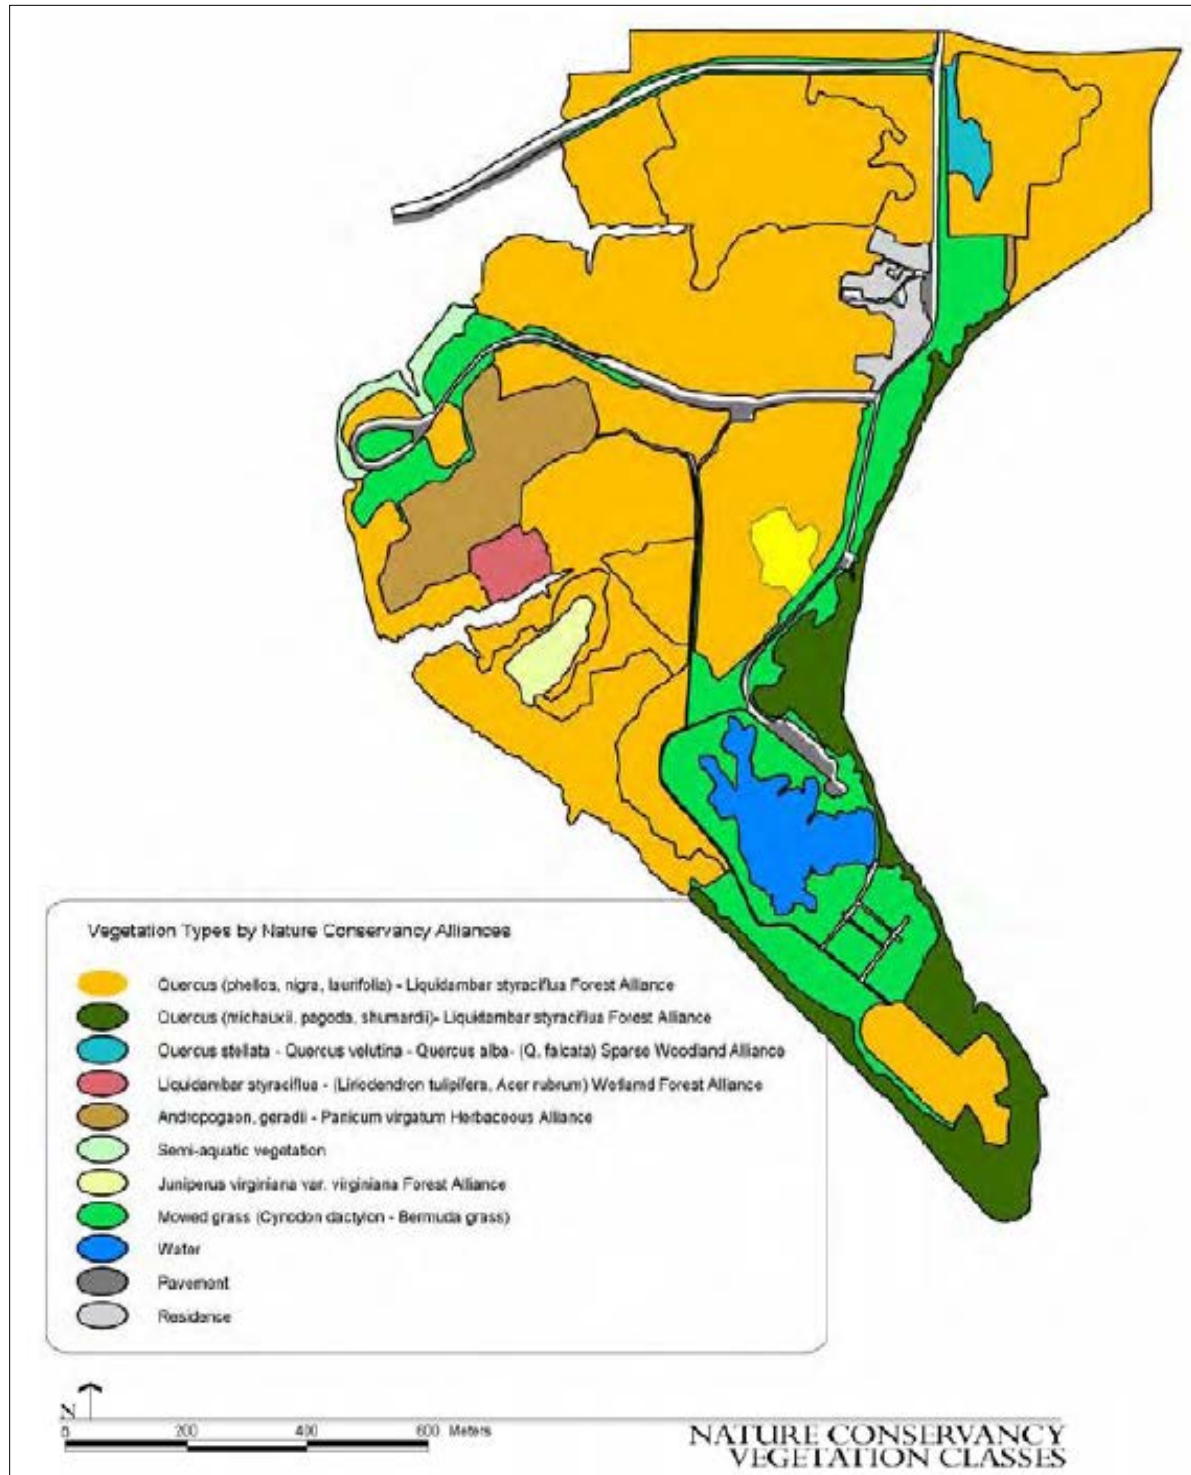 Vegetation Types by Nature Conservancy Alliances
Quercus (phellos, nigra, laurifolia) - Liquidambar styraciflua Forest Alliance
Quercus (michauxii, pagoda, shumardii)- Liquidambar styraciflua Forest Alliance
Quercus stellata - Quercus velutina - Quercus alba- (Q. falcata) Sparse Woodland Alliance
Liquidambar styraciflua - (Liriodendron tulipifera, Acer rubrum) Wetlamd Forest Alliance
Andropogaon, geradii - Panicum virgatum Herbaceous Alliance
Semi-aquatic vegetation
Juniperus virginiana var. virginiana Forest Alliance
Mowed grass (Cynodon dactylon - Bermuda grass)
Water
Pavement
Residence
N
0 200 400 600 Meters
NATURE CONSERVANCY
VEGETATION CLASSES